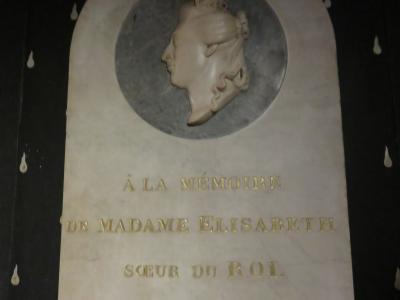 À LA MÉMOIRE
DE MADAME ELISABETH
SŒUR DU ROI.